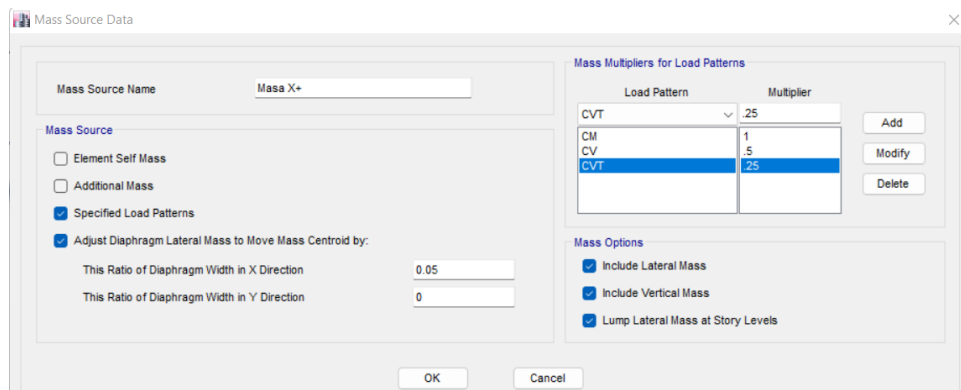 Mass Source Data
Mass Source Name Masa X+
Mass Source
Element Self Mass
Additional Mass
Specified Load Patterns
Adjust Diaphragm Lateral Mass to Move Mass Centroid by:
This Ratio of Diaphragm Width in X Direction 0.05
This Ratio of Diaphragm Width in Y Direction 0
Mass Multipliers for Load Patterns
Load Pattern Multiplier
CVT .25
CM 1
CV .5
CVT .25
Add
Modify
Delete
Mass Options
Include Lateral Mass
Include Vertical Mass
Lump Lateral Mass at Story Levels
OK Cancel